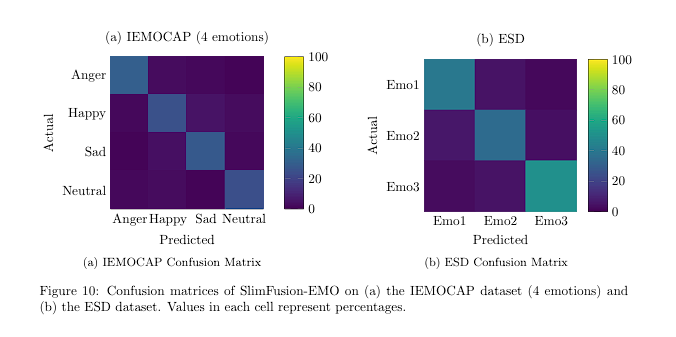 (a) IEMOCAP (4 emotions)
Actual
Anger
Happy
Sad
Neutral
Anger Happy Sad Neutral
Predicted
100
80
60
40
20
0
(a) IEMOCAP Confusion Matrix
(b) ESD
Actual
Emo1
Emo2
Emo3
Emo1 Emo2 Emo3
Predicted
100
80
60
40
20
0
(b) ESD Confusion Matrix
Figure 10: Confusion matrices of SlimFusion-EMO on (a) the IEMOCAP dataset (4 emotions) and
(b) the ESD dataset. Values in each cell represent percentages.